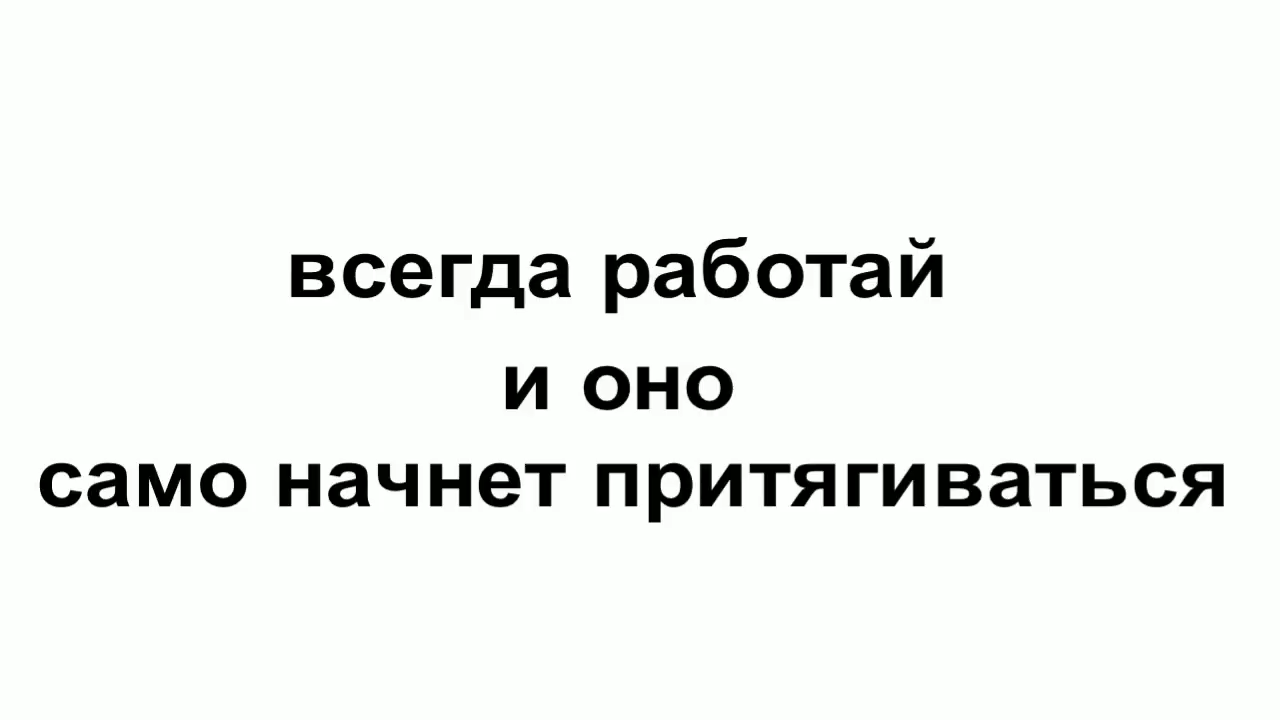 всегда работай
и оно
само начнет притягиваться